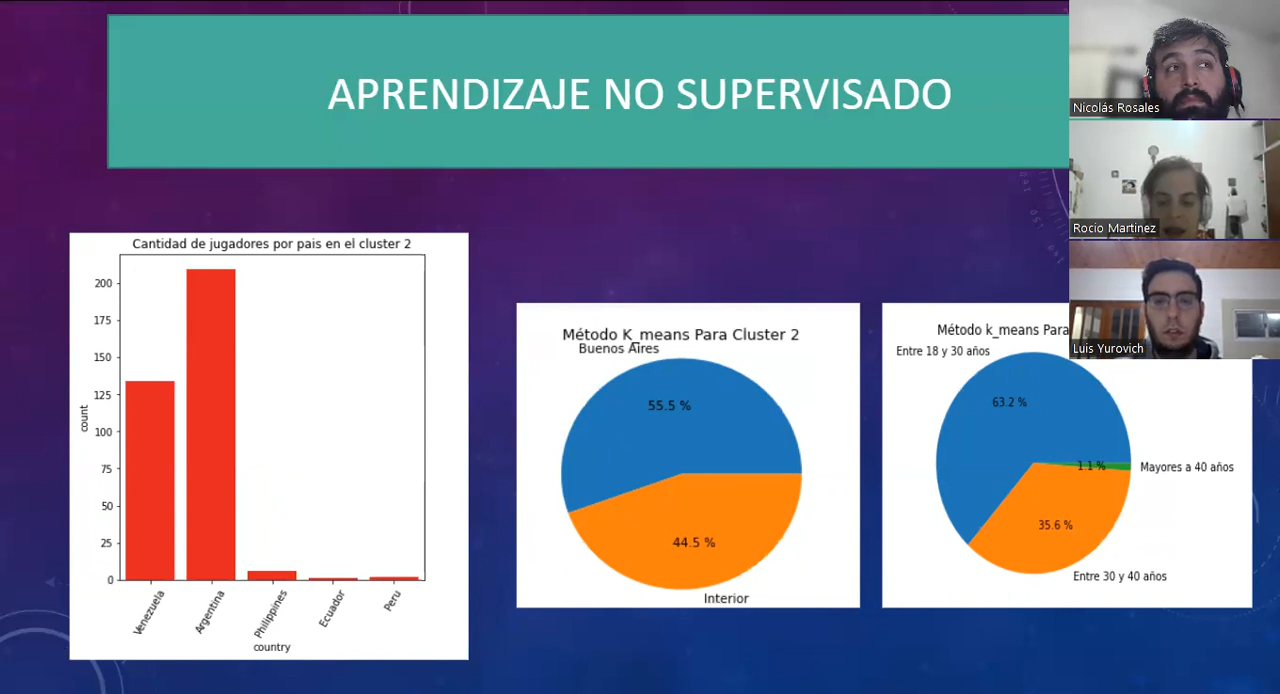 APRENDIZAJE NO SUPERVISADO
Nicolás Rosales
Rocio Martinez
Luis Yurovich
Cantidad de jugadores por pais en el cluster 2
200
175
150
125
100
75
50
25
0
count
Venezuela
Argentina
Philippines
Ecuador
Peru
country
Método K_means Para Cluster 2
Buenos Aires
55.5 %
44.5 %
Interior
Método k_means Para
Entre 18 y 30 años
63.2 %
1.1 %
Mayores a 40 años
35.6 %
Entre 30 y 40 años